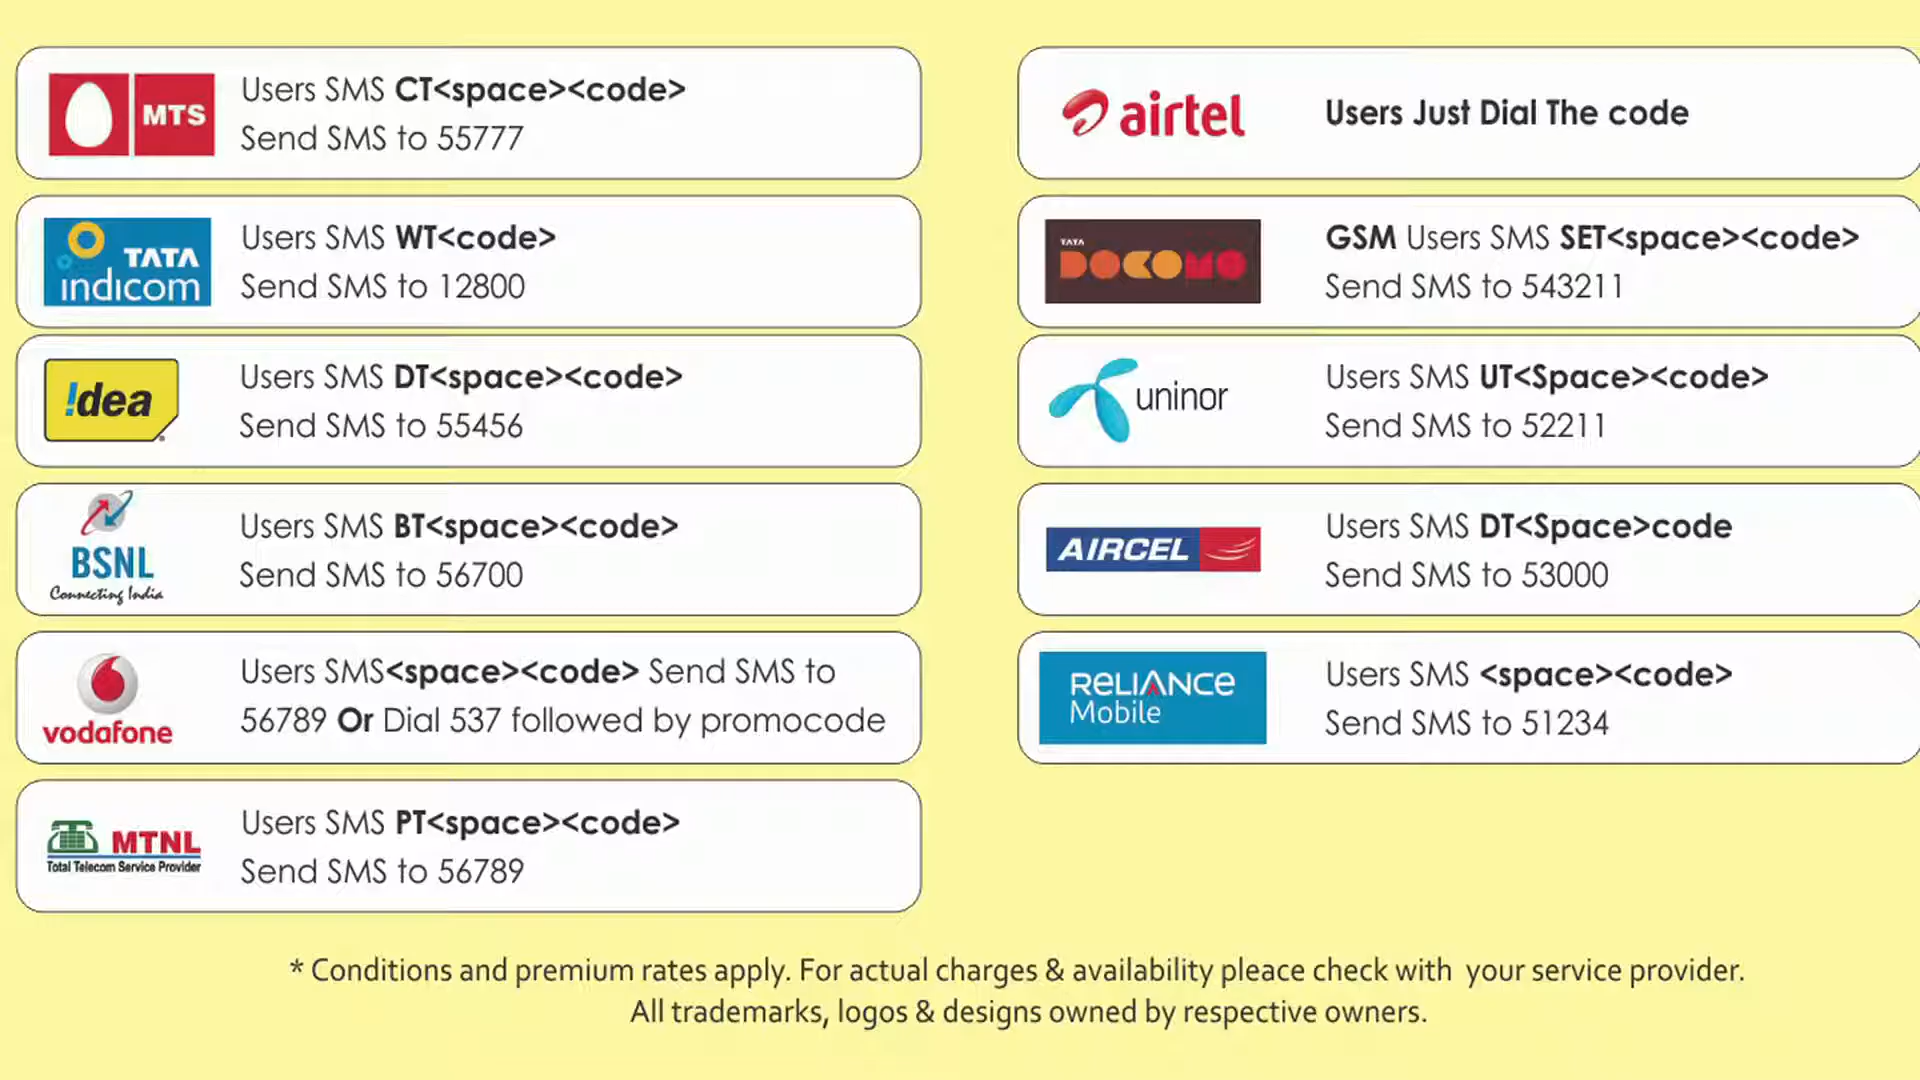 MTS
Users SMS CT<space><code>
Send SMS to 55777
TATA
indicom
Users SMS WT<code>
Send SMS to 12800
!dea
Users SMS DT<space><code>
Send SMS to 55456
BSNL
Connecting India
Users SMS BT<space><code>
Send SMS to 56700
vodafone
Users SMS<space><code> Send SMS to
56789 Or Dial 537 followed by promocode
MTNL
Total Telecom Service Provider
Users SMS PT<space><code>
Send SMS to 56789
airtel
Users Just Dial The code
TATA
DOCOMO
GSM Users SMS SET<space><code>
Send SMS to 543211
uninor
Users SMS UT<Space><code>
Send SMS to 52211
AIRCEL
Users SMS DT<Space>code
Send SMS to 53000
RELIANCe
Mobile
Users SMS <space><code>
Send SMS to 51234
* Conditions and premium rates apply. For actual charges & availability pleace check with your service provider.
All trademarks, logos & designs owned by respective owners.